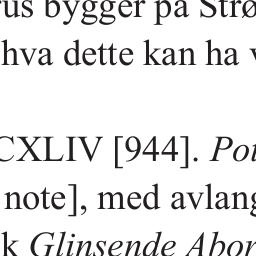 rus bygger på Strø
hva dette kan ha v
CXLIV [944]. Pot
note], med avlang
k Glinsende Abor